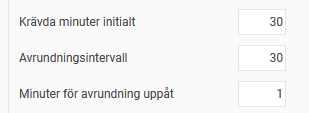 Krävda minuter initialt 30
Avrundningsintervall 30
Minuter för avrundning uppåt 1